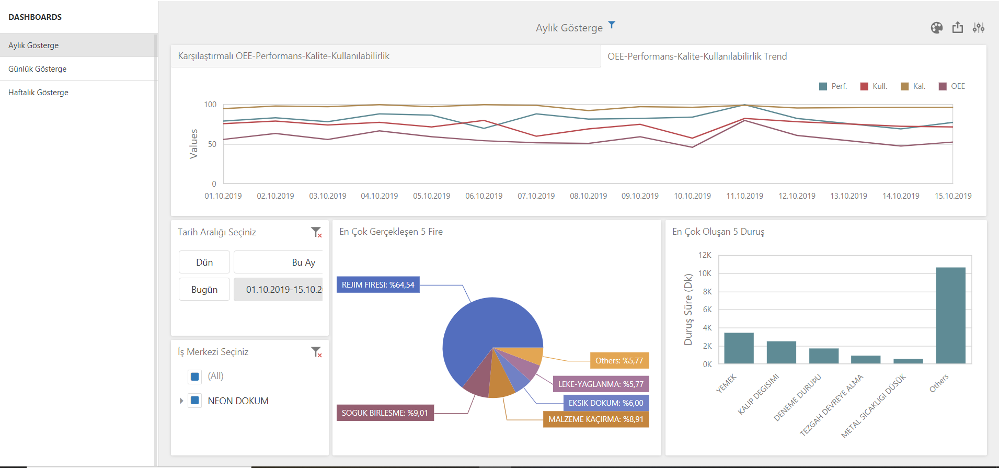 DASHBOARDS
Aylık Gösterge
Günlük Gösterge
Haftalık Gösterge
Aylık Gösterge
Karşılaştırmalı OEE-Performans-Kalite-Kullanılabilirlik
OEE-Performans-Kalite-Kullanılabilirlik Trend
Perf. Kull. Kal. OEE
Values
100
50
0
01.10.2019 02.10.2019 03.10.2019 04.10.2019 05.10.2019 06.10.2019 07.10.2019 08.10.2019 09.10.2019 10.10.2019 11.10.2019 12.10.2019 13.10.2019 14.10.2019 15.10.2019
Tarih Aralığı Seçiniz
Dün
Bu Ay
Bugün
01.10.2019-15.10.2
İş Merkezi Seçiniz
(All)
NEON DOKUM
En Çok Gerçekleşen 5 Fire
REJIM FIRESI: %64,54
Others: %5,77
LEKE-YAGLANMA: %5,77
EKSIK DOKUM: %6,00
SOGUK BIRLESME: %9,01
MALZEME KAÇIRMA: %8,91
En Çok Oluşan 5 Duruş
Duruş Süre (Dk)
12K
10K
8K
6K
4K
2K
0K
YEMEK
KALIP DEGISIMI
DENEME DURUPU
TEZGAH DEVREYE ALMA
METAL SICAKLIGI DÜSÜK
Others